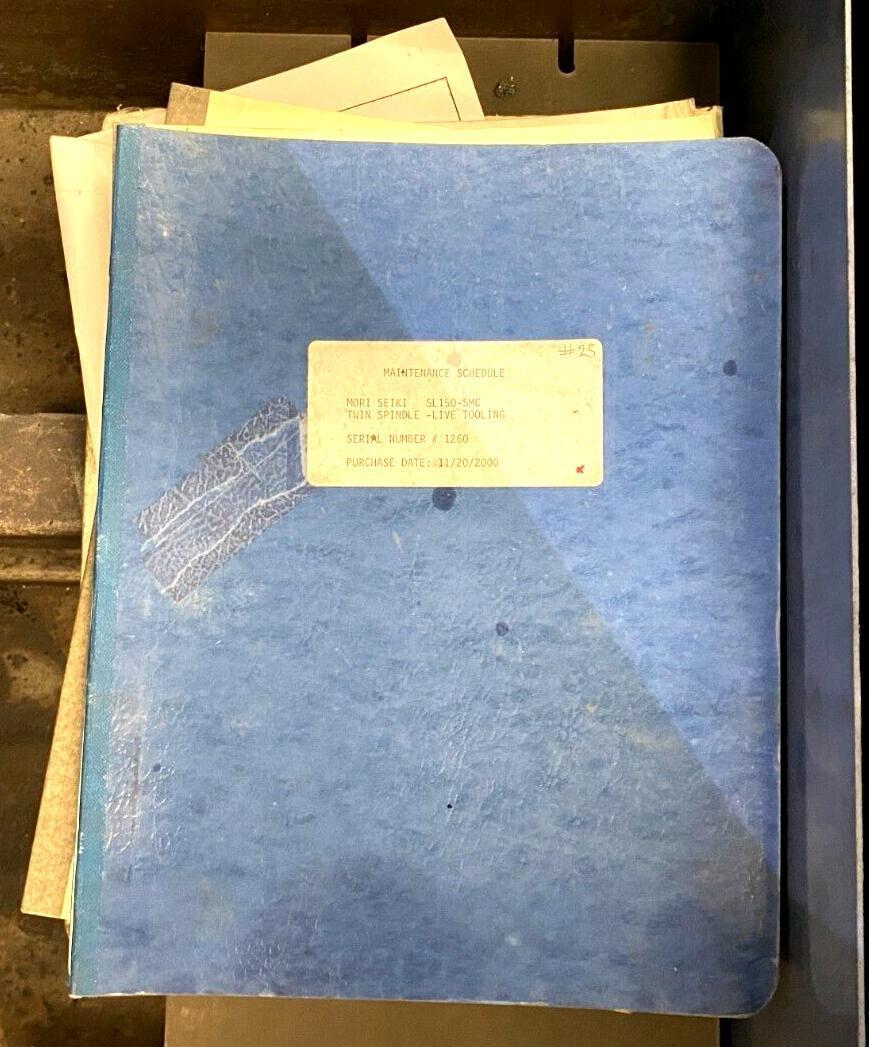 #25
MAINTENANCE SCHEDULE
MORI SEIKI SL150-SMC
TWIN SPINDLE -LIVE TOOLING
SERIAL NUMBER # 1260
PURCHASE DATE: 11/20/2000